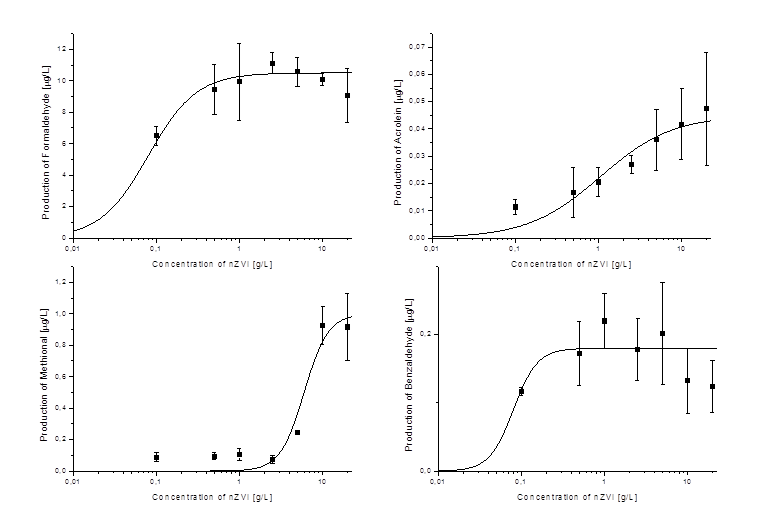 12
10
8
6
4
2
0
Production of Formaldehyde [µg/L]
0,01 0,1 1 10
Concentration of nZVI [g/L]
0,07
0,06
0,05
0,04
0,03
0,02
0,01
0,00
Production of Acrolein [µg/L]
0,01 0,1 1 10
Concentration of nZVI [g/L]
1,2
1,0
0,8
0,6
0,4
0,2
0,0
Production of Methional [µg/L]
0,01 0,1 1 10
Concentration of nZVI [g/L]
0,2
0,0
Production of Benzaldehyde [µg/L]
0,01 0,1 1 10
Concentration of nZVI [g/L]